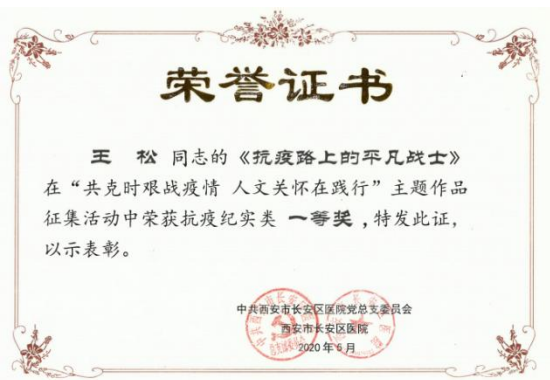 荣誉证书
王 松 同志的《抗疫路上的平凡战士》
在“共克时艰战疫情 人文关怀在践行”主题作品
征集活动中荣获抗疫纪实类 一等奖，特发此证，
以示表彰。
中共西安市长安区医院党总支委员会
西安市长安区医院
2020年6月